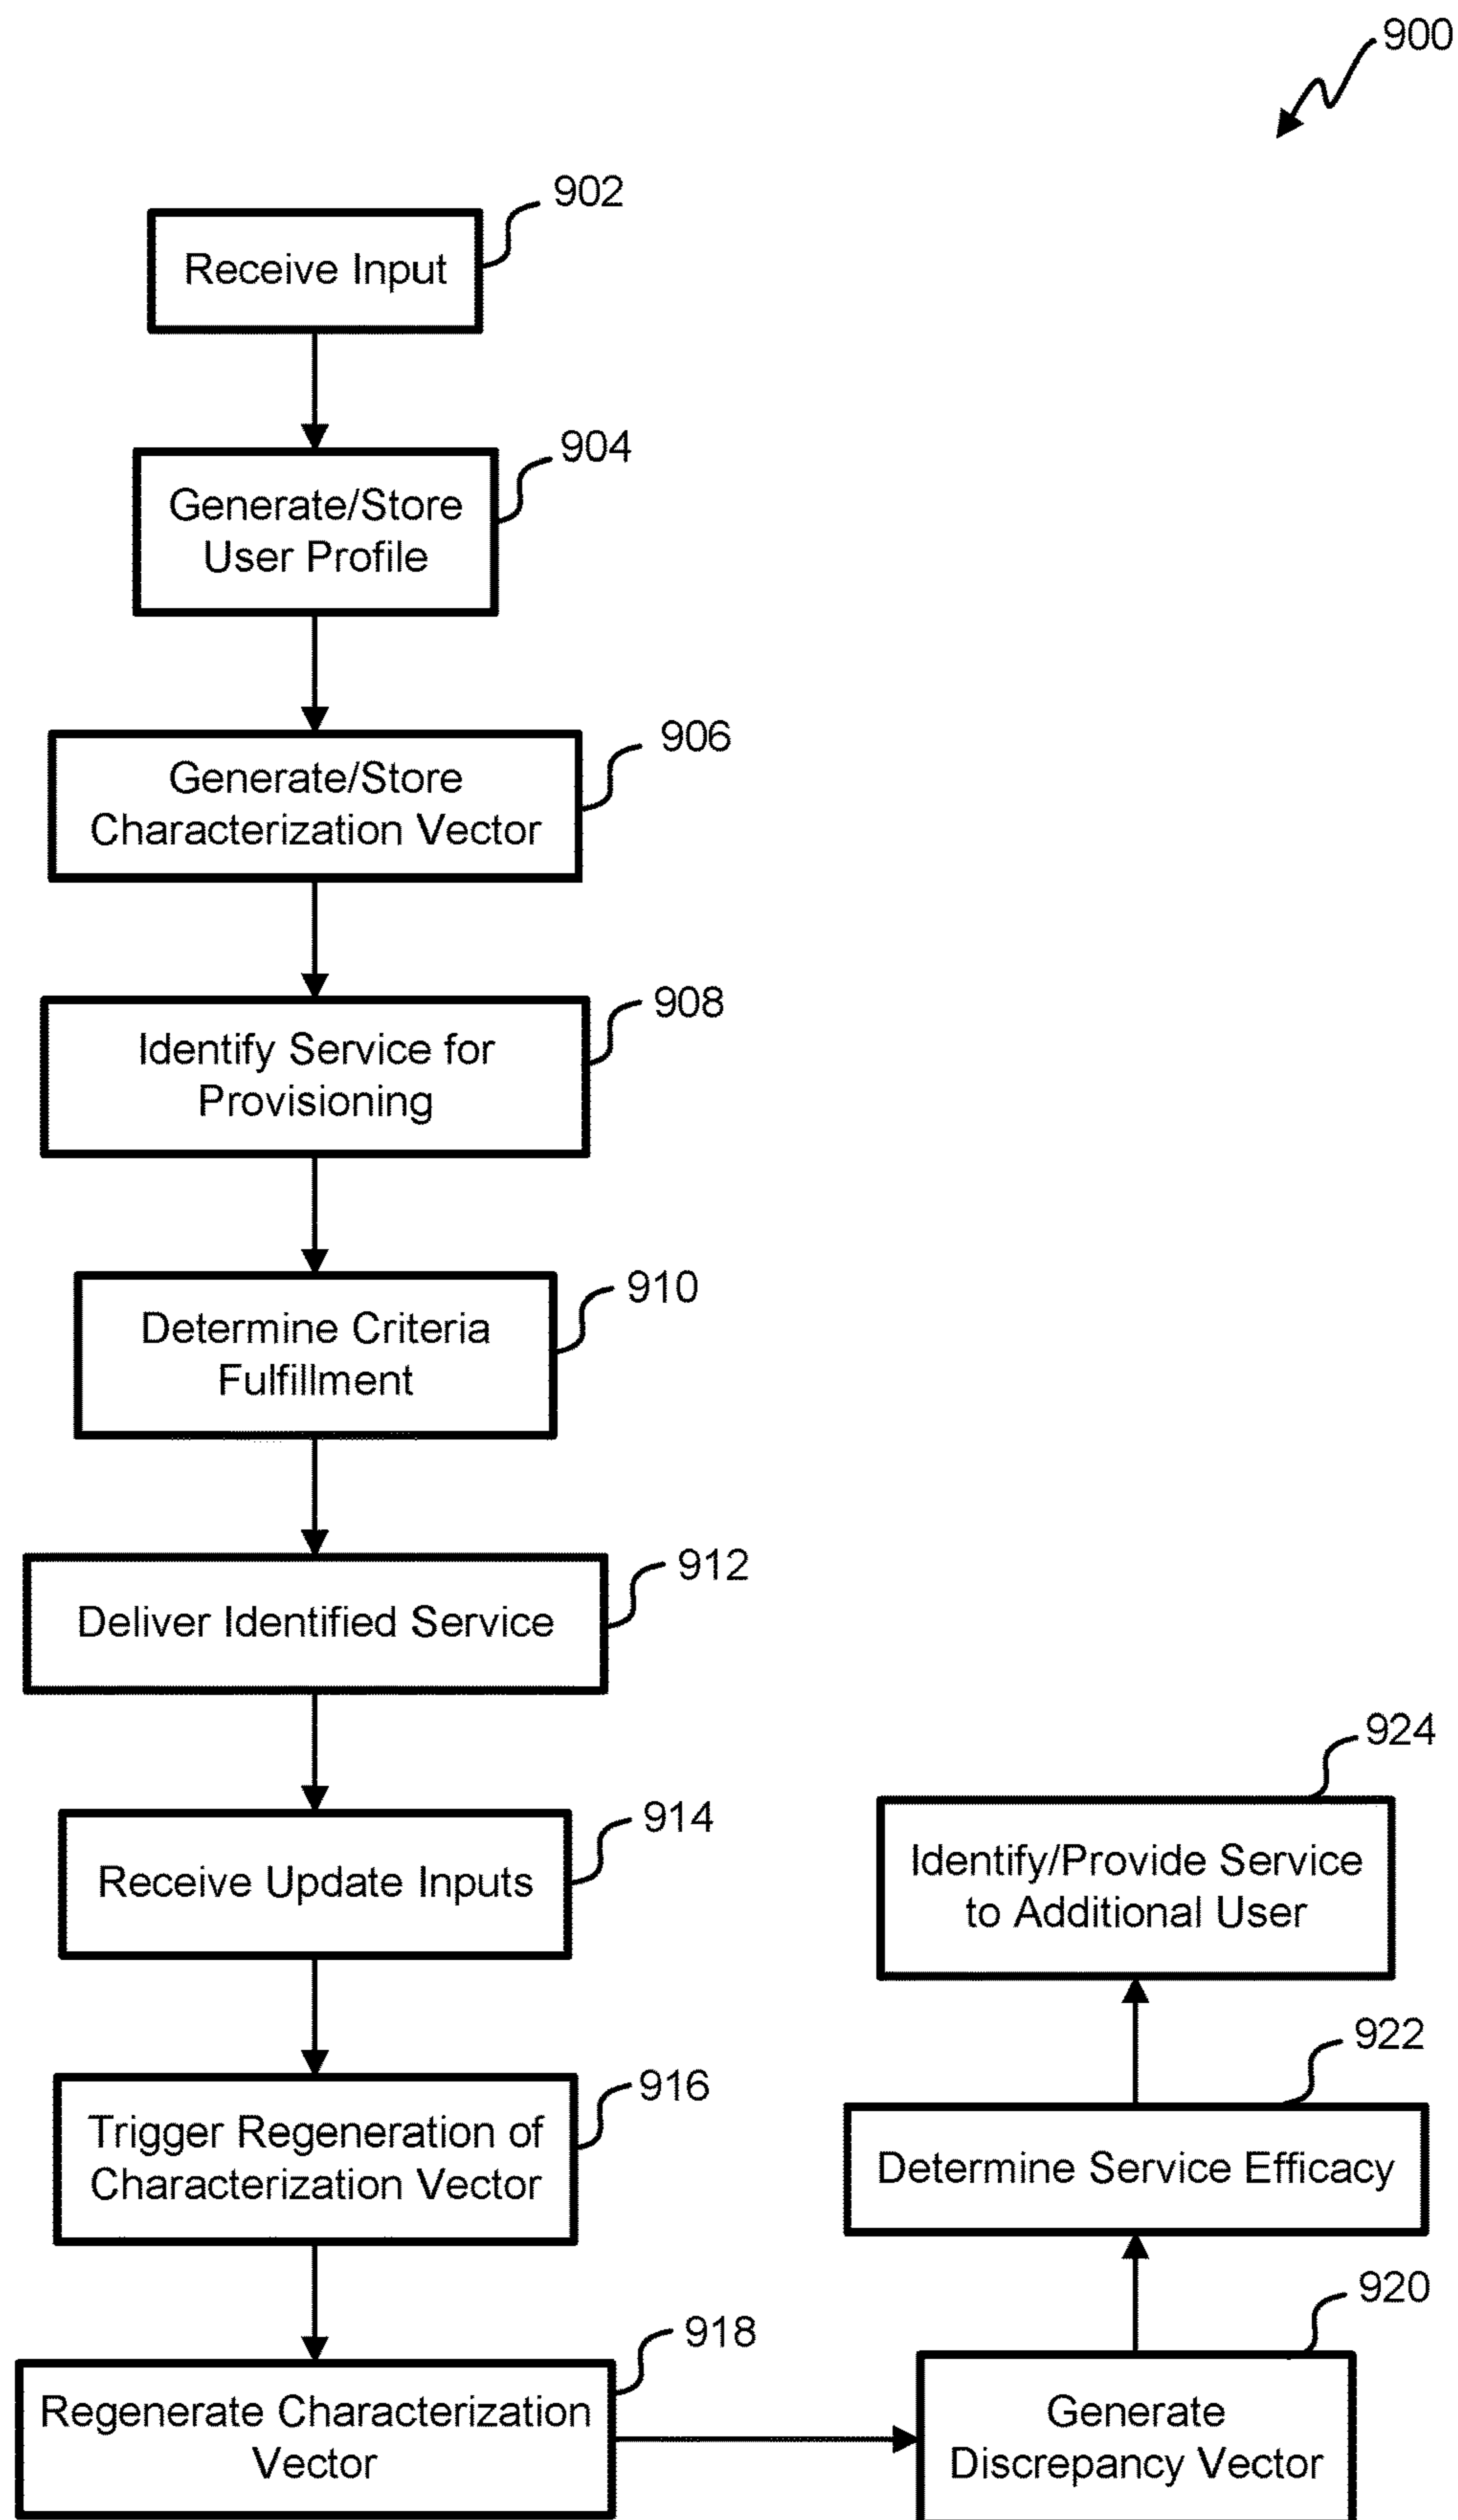 900
902
Receive Input
904
Generate/Store
User Profile
906
Generate/Store
Characterization Vector
908
Identify Service for
Provisioning
910
Determine Criteria
Fulfillment
912
Deliver Identified Service
914
Receive Update Inputs
916
Trigger Regeneration of
Characterization Vector
918
Regenerate Characterization
Vector
920
Generate
Discrepancy Vector
922
Determine Service Efficacy
924
Identify/Provide Service
to Additional User